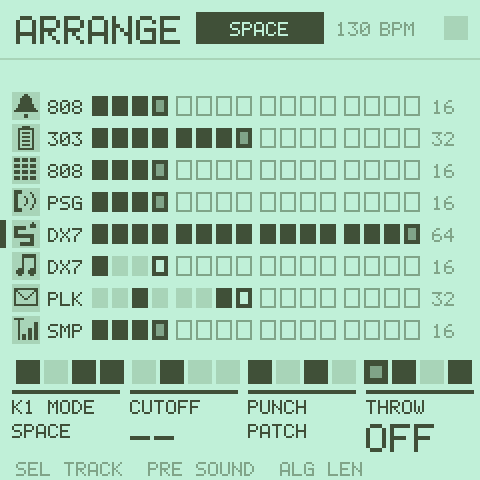 ARRANGE SPACE 130 BPM
808 16
303 32
808 16
PSG 16
DX7 64
DX7 16
PLK 32
SMP 16
K1 MODE CUTOFF PUNCH THROW
SPACE -- PATCH OFF
SEL TRACK PRE SOUND ALG LEN